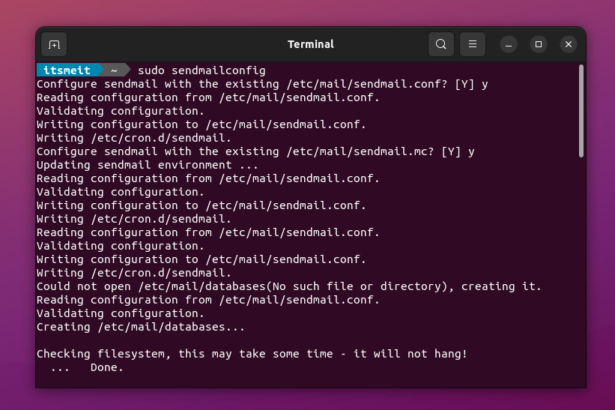 Terminal
itsmeit ~ sudo sendmailconfig
Configure sendmail with the existing /etc/mail/sendmail.conf? [Y] y
Reading configuration from /etc/mail/sendmail.conf.
Validating configuration.
Writing configuration to /etc/mail/sendmail.conf.
Writing /etc/cron.d/sendmail.
Configure sendmail with the existing /etc/mail/sendmail.mc? [Y] y
Updating sendmail environment ...
Reading configuration from /etc/mail/sendmail.conf.
Validating configuration.
Writing configuration to /etc/mail/sendmail.conf.
Writing /etc/cron.d/sendmail.
Reading configuration from /etc/mail/sendmail.conf.
Validating configuration.
Writing configuration to /etc/mail/sendmail.conf.
Writing /etc/cron.d/sendmail.
Could not open /etc/mail/databases(No such file or directory), creating it.
Reading configuration from /etc/mail/sendmail.conf.
Validating configuration.
Creating /etc/mail/databases...
Checking filesystem, this may take some time - it will not hang!
... Done.